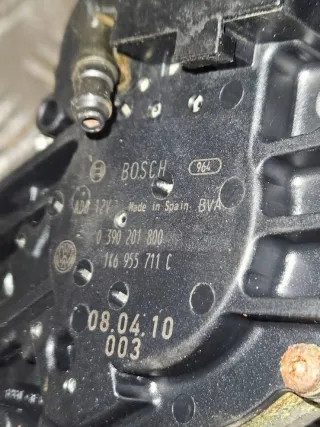 BOSCH 964
12V Made in Spain. BVA
0 390 201 800
1K6 955 711 C
08.04.10
003